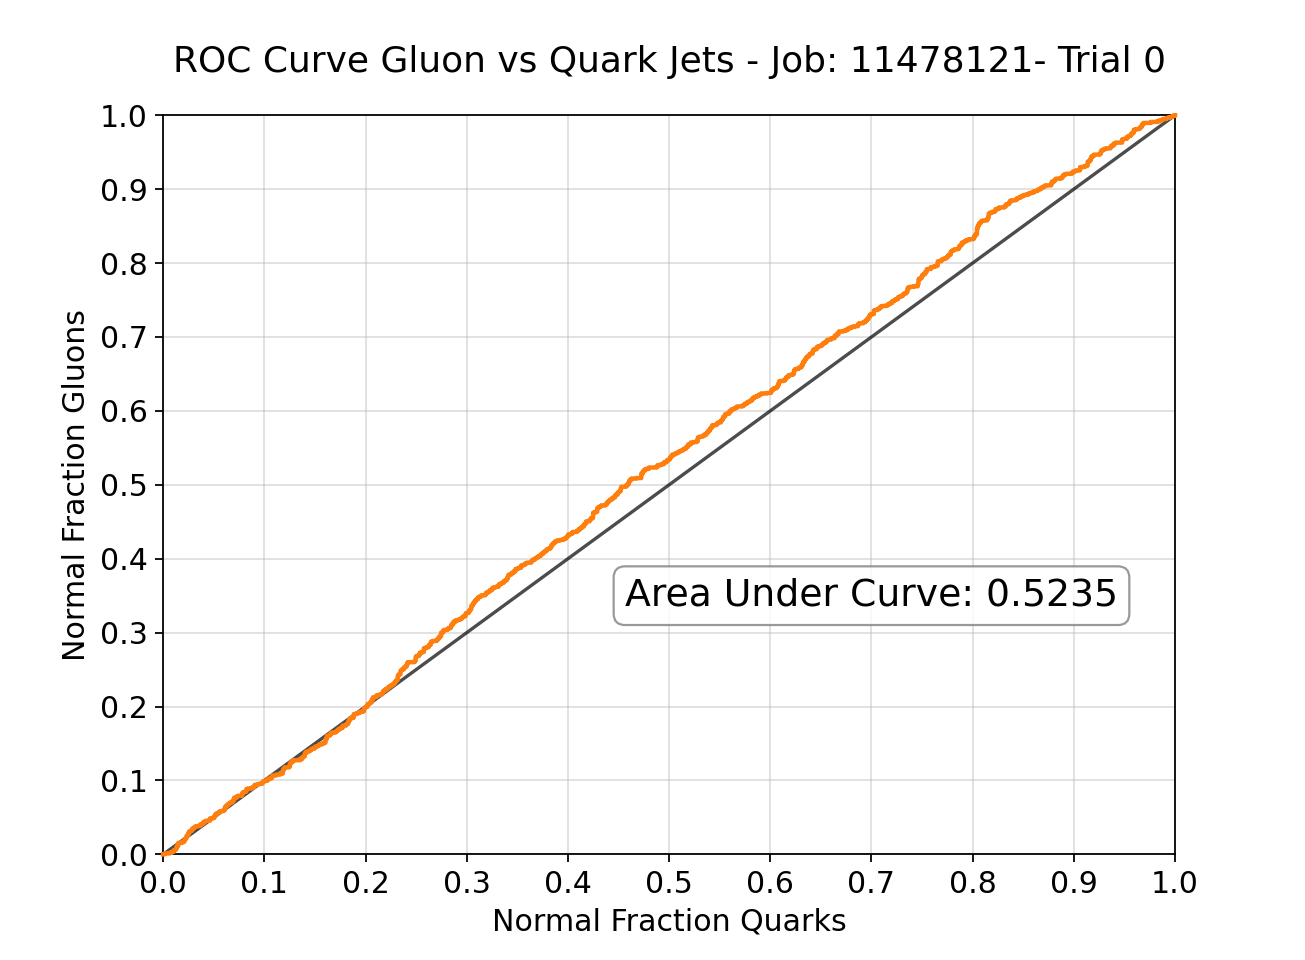 ROC Curve Gluon vs Quark Jets - Job: 11478121- Trial 0
1.0
0.9
0.8
0.7
0.6
0.5
0.4
0.3
0.2
0.1
0.0
Normal Fraction Gluons
Area Under Curve: 0.5235
0.0 0.1 0.2 0.3 0.4 0.5 0.6 0.7 0.8 0.9 1.0
Normal Fraction Quarks